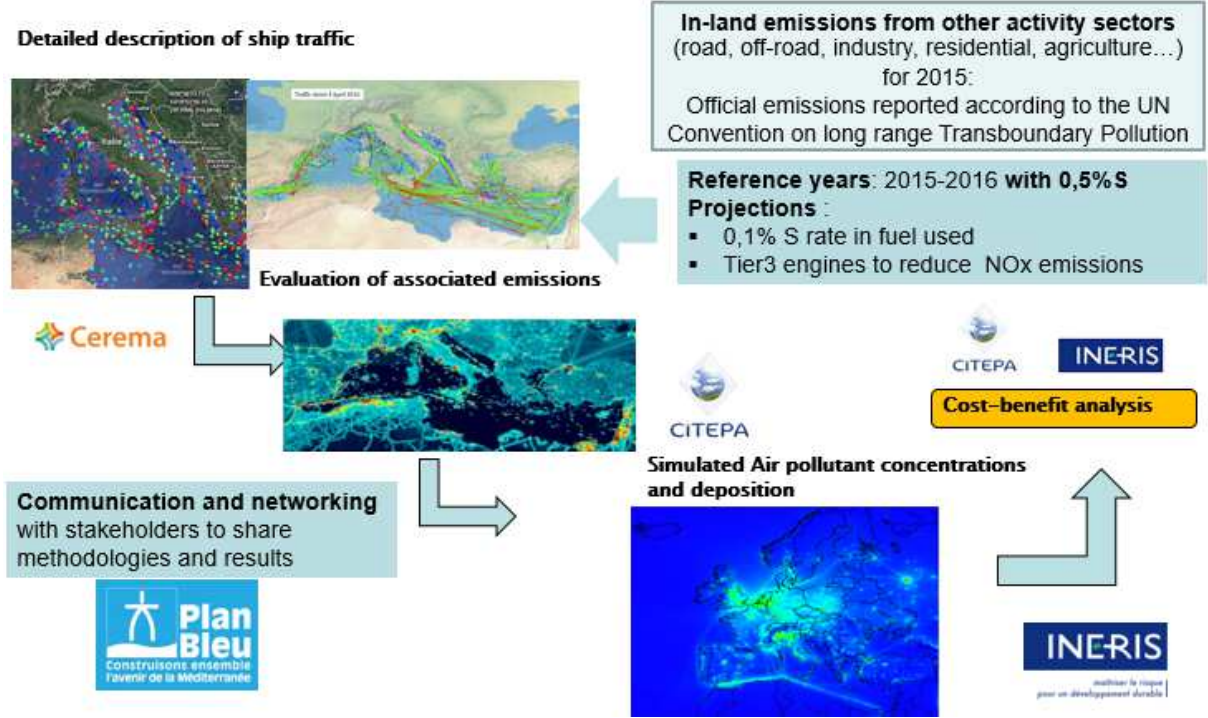 Detailed description of ship traffic
In-land emissions from other activity sectors
(road, off-road, industry, residential, agriculture…)
for 2015:
Official emissions reported according to the UN
Convention on long range Transboundary Pollution
Reference years: 2015-2016 with 0,5%S
Projections :
▪ 0,1% S rate in fuel used
▪ Tier3 engines to reduce NOx emissions
Evaluation of associated emissions
Cerema
CITEPA
INERIS
Cost-benefit analysis
CITEPA
Simulated Air pollutant concentrations
and deposition
Communication and networking
with stakeholders to share
methodologies and results
Plan
Bleu
Construisons ensemble
l'avenir de la Méditerranée
INERIS
maîtriser le risque
pour un développement durable